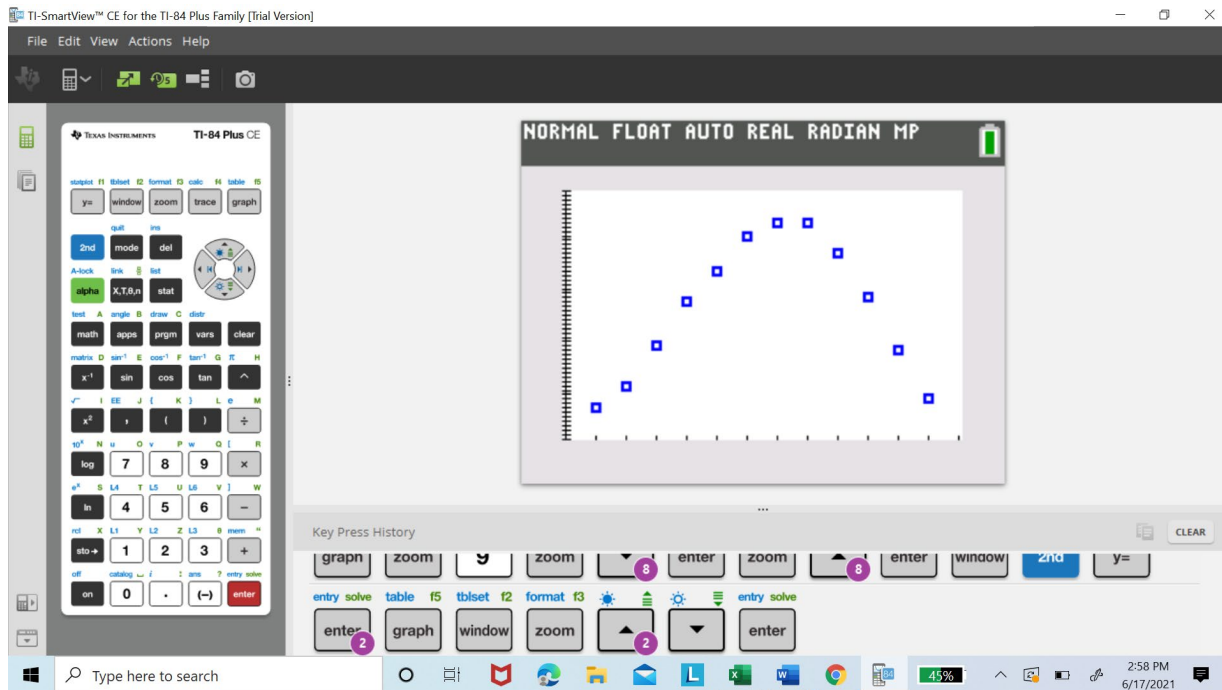 TI-SmartView™ CE for the TI-84 Plus Family [Trial Version]
File Edit View Actions Help
TEXAS INSTRUMENTS TI-84 Plus CE
NORMAL FLOAT AUTO REAL RADIAN MP
statplot f1 tblset f2 format f3 calc f4 table f5
y= window zoom trace graph
quit ins
2nd mode del
A-lock link list
alpha X,T,θ,n stat
test A angle B draw C distr
math apps prgm vars clear
matrix D sin-1 E cos-1 F tan-1 G π H
x-1 sin cos tan ^
√ I EE J { K } L e M
x² , ( ) ÷
10ˣ N u O v P w Q [ R
log 7 8 9 ×
eˣ S L4 T L5 U L6 V ] W
ln 4 5 6 −
rcl X L1 Y L2 Z L3 θ mem "
sto→ 1 2 3 +
off catalog i : ans ? entry solve
on 0 . (−) enter
Key Press History CLEAR
graph zoom 9 zoom 8 enter zoom 8 enter window 2nd y=
entry solve table f5 tblset f2 format f3 entry solve
enter 2 graph window zoom 2 enter
Type here to search
45%
2:58 PM
6/17/2021